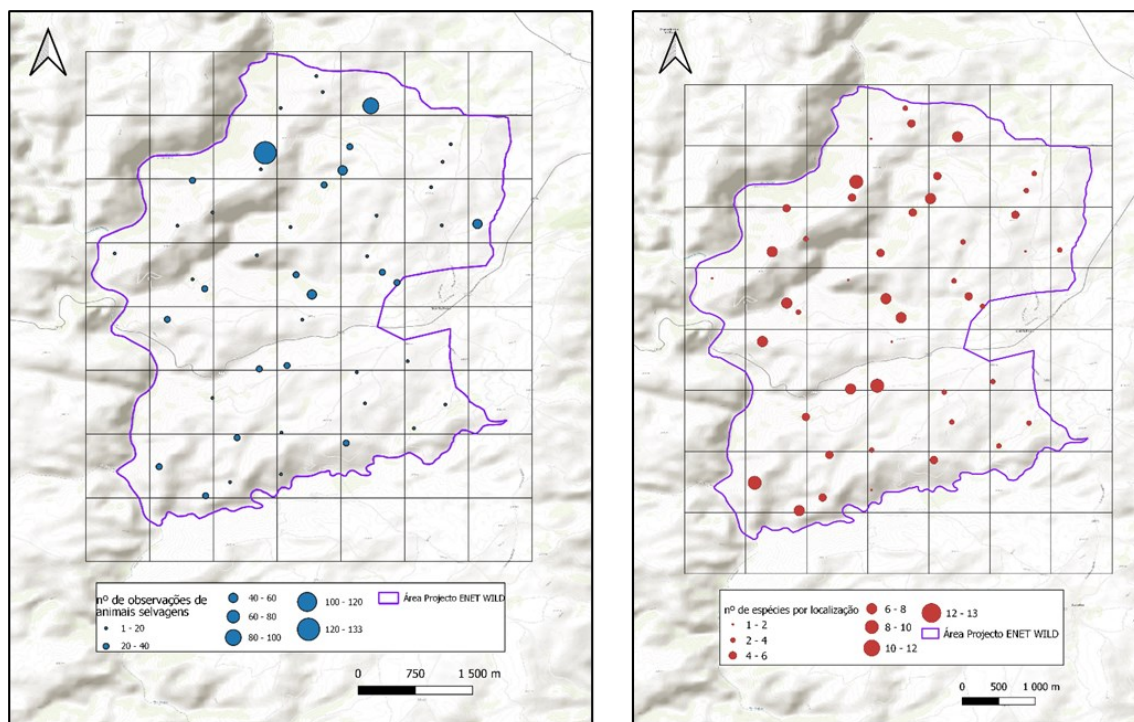 nº de observações de
animais selvagens
1 - 20
20 - 40
40 - 60
60 - 80
80 - 100
100 - 120
120 - 133
Área Projecto ENET WILD
0 750 1 500 m
nº de espécies por localização
1 - 2
2 - 4
4 - 6
6 - 8
8 - 10
10 - 12
12 - 13
Área Projecto ENET WILD
0 500 1 000 m